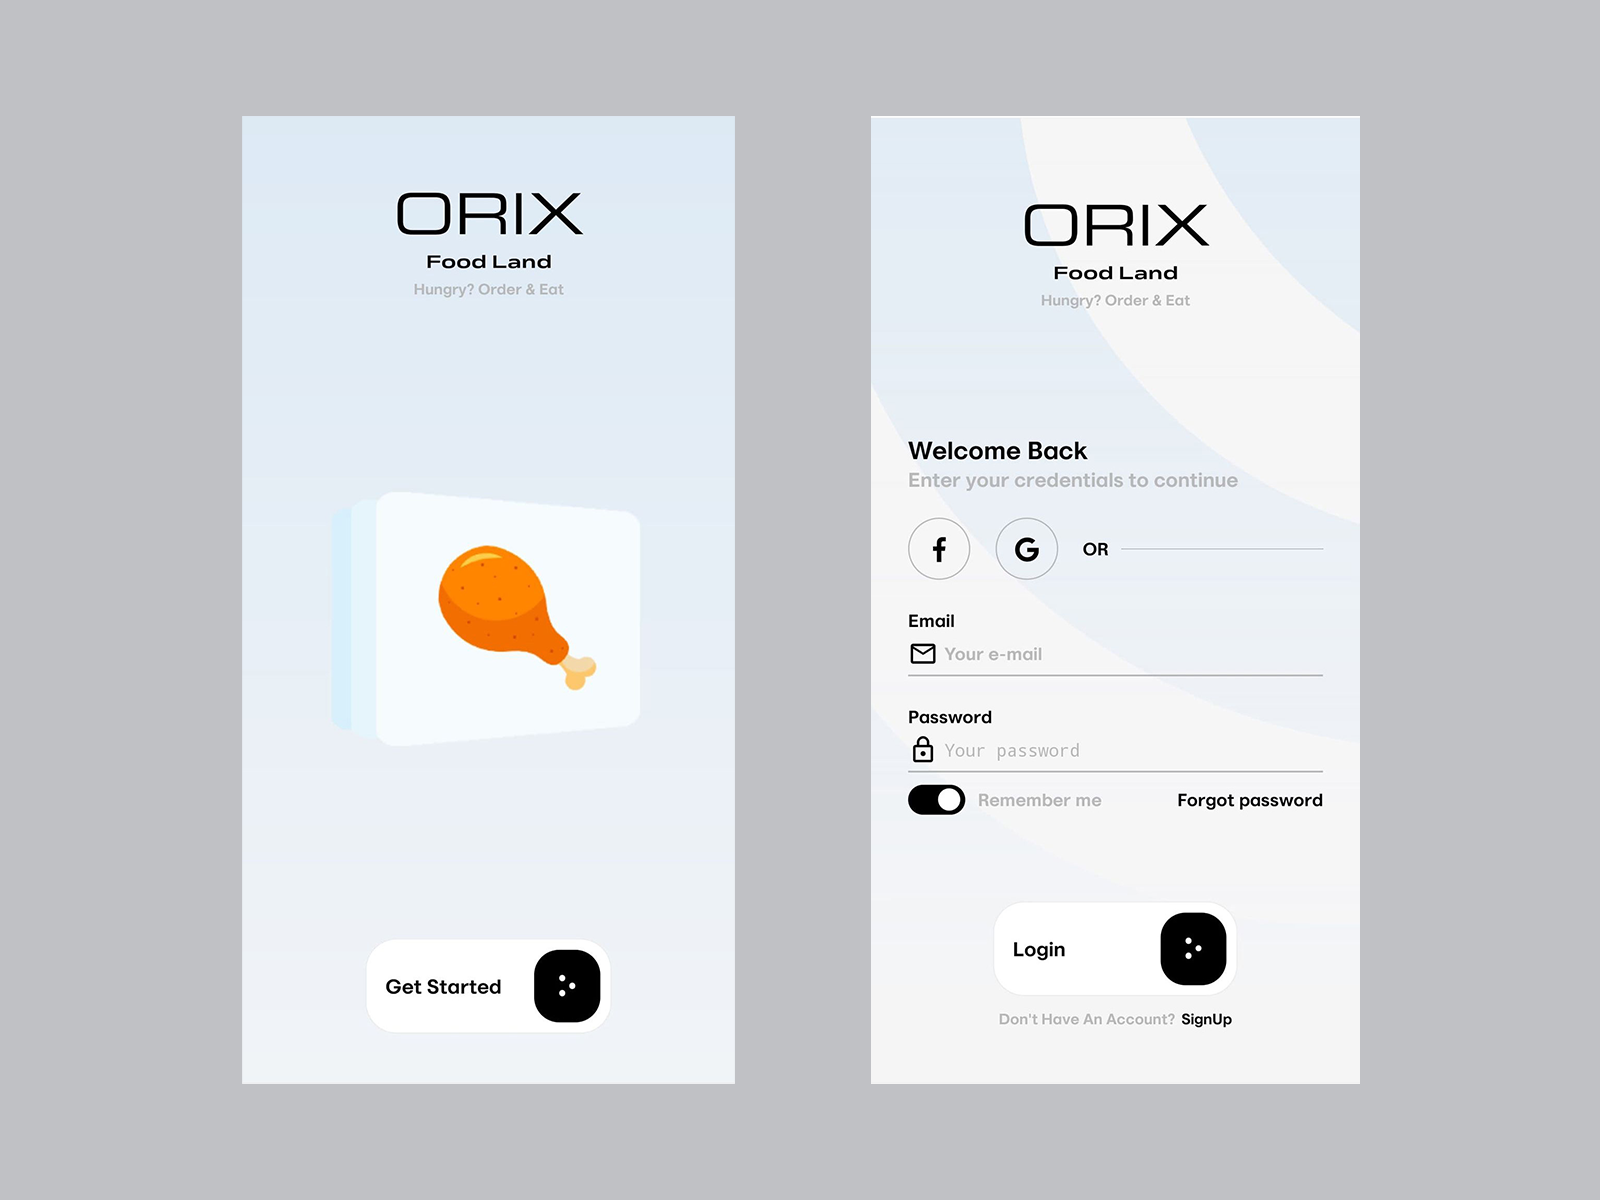 ORIX
Food Land
Hungry? Order & Eat
Get Started
ORIX
Food Land
Hungry? Order & Eat
Welcome Back
Enter your credentials to continue
f G OR
Email
Your e-mail
Password
Your password
Remember me Forgot password
Login
Don't Have An Account? SignUp